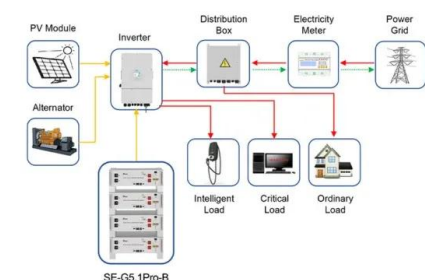 PV Module
Inverter
Distribution
Box
Electricity
Meter
Power
Grid
Alternator
Intelligent
Load
Critical
Load
Ordinary
Load
SE-G5.1Pro-B